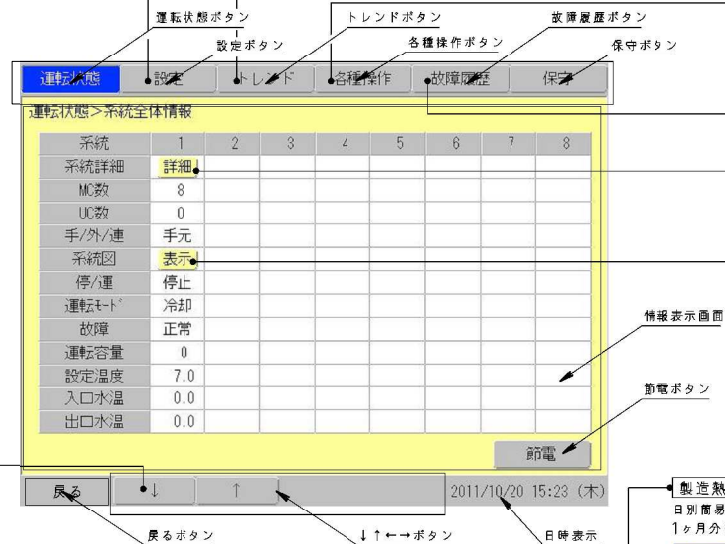 運転状態ボタン
トレンドボタン
故障履歴ボタン
設定ボタン
各種操作ボタン
保守ボタン
運転状態 設定 トレンド 各種操作 故障履歴 保守
運転状態>系統全体情報
系統 1 2 3 4 5 6 7 8
系統詳細 詳細
MC数 8
UC数 0
手/外/連 手元
系統図 表示
停/運 停止
運転ﾓｰﾄﾞ 冷却
故障 正常
運転容量 0
設定温度 7.0
入口水温 0.0
出口水温 0.0
情報表示画面
節電ボタン
節電
戻る ↓ ↑ 2011/10/20 15:23 (木)
戻るボタン
↓↑←→ボタン
日時表示
製造熱
日別簡易
1ヶ月分